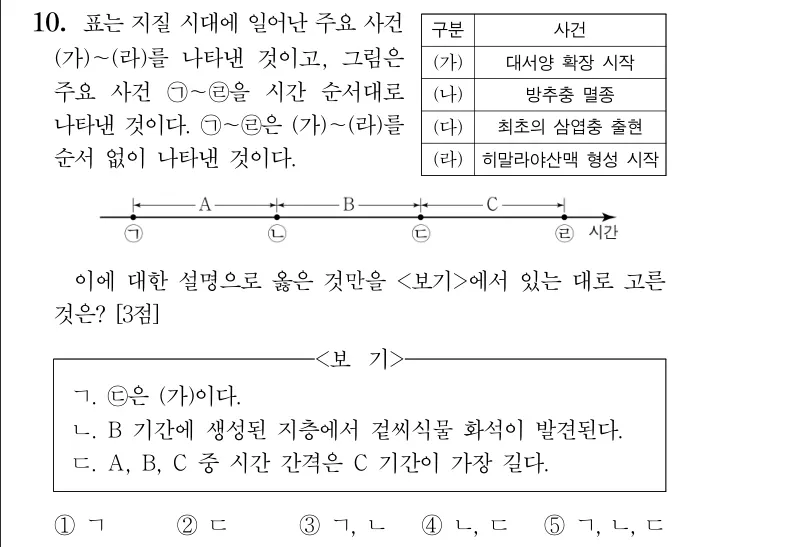 10. 표는 지질 시대에 일어난 주요 사건
(가)~(라)를 나타낸 것이고, 그림은
주요 사건 ㉠~㉣을 시간 순서대로
나타낸 것이다. ㉠~㉣은 (가)~(라)를
순서 없이 나타낸 것이다.
구분 사건
(가) 대서양 확장 시작
(나) 방추충 멸종
(다) 최초의 삼엽충 출현
(라) 히말라야산맥 형성 시작
A B C
㉠ ㉡ ㉢ ㉣ 시간
이에 대한 설명으로 옳은 것만을 <보기>에서 있는 대로 고른
것은? [3점]
<보 기>
ㄱ. ㉢은 (가)이다.
ㄴ. B 기간에 생성된 지층에서 겉씨식물 화석이 발견된다.
ㄷ. A, B, C 중 시간 간격은 C 기간이 가장 길다.
① ㄱ ② ㄷ ③ ㄱ, ㄴ ④ ㄴ, ㄷ ⑤ ㄱ, ㄴ, ㄷ